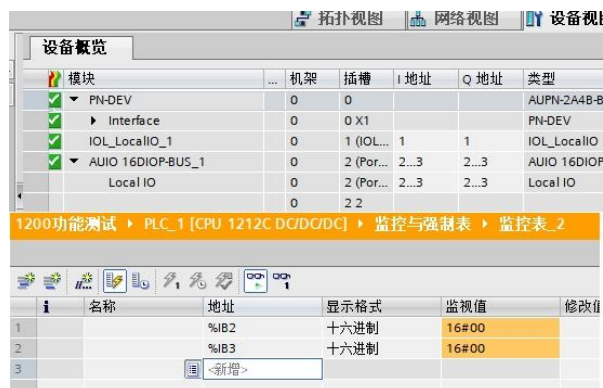 拓扑视图 网络视图 设备视图
设备概览
模块 ... 机架 插槽 I 地址 Q 地址 类型
PN-DEV 0 0 AUPN-2A4B-B
Interface 0 0 X1 PN-DEV
IOL_LocalIO_1 0 1 (IOL... 1 1 IOL_LocalIO
AUIO 16DIOP-BUS_1 0 2 (Por... 2...3 2...3 AUIO 16DIOP
Local IO 0 2 (Por... 2...3 2...3 Local IO
0 2 2
1200功能测试 PLC_1 [CPU 1212C DC/DC/DC] 监控与强制表 监控表_2
i 名称 地址 显示格式 监视值 修改值
1 %IB2 十六进制 16#00
2 %IB3 十六进制 16#00
3 <新增>